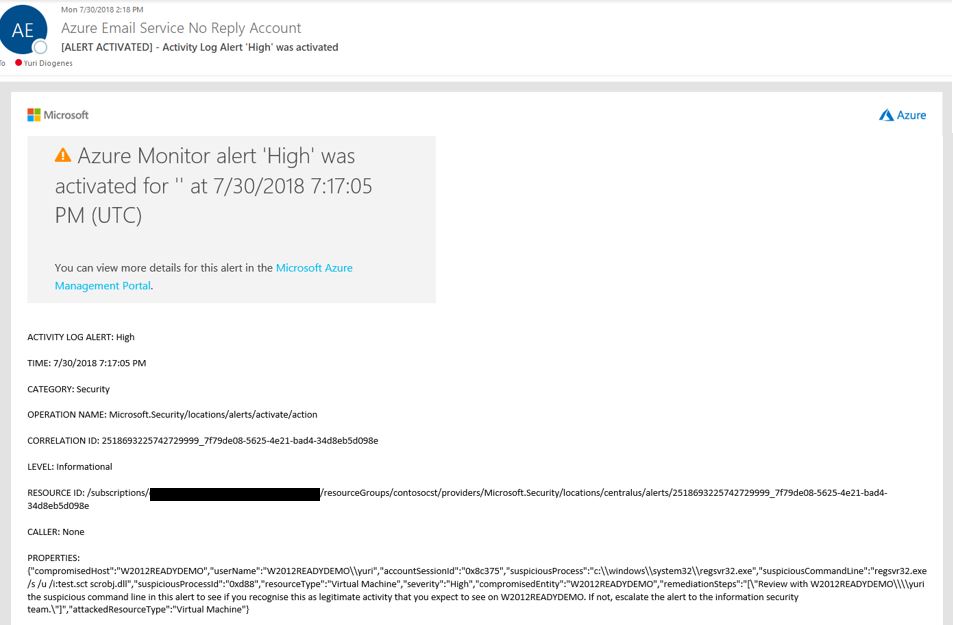 Mon 7/30/2018 2:18 PM
AE
Azure Email Service No Reply Account
[ALERT ACTIVATED] - Activity Log Alert 'High' was activated
To Yuri Diogenes
Microsoft
Azure
Azure Monitor alert 'High' was
activated for '' at 7/30/2018 7:17:05
PM (UTC)
You can view more details for this alert in the Microsoft Azure
Management Portal.
ACTIVITY LOG ALERT: High
TIME: 7/30/2018 7:17:05 PM
CATEGORY: Security
OPERATION NAME: Microsoft.Security/locations/alerts/activate/action
CORRELATION ID: 2518693225742729999_7f79de08-5625-4e21-bad4-34d8eb5d098e
LEVEL: Informational
RESOURCE ID: /subscriptions/ /resourceGroups/contosocst/providers/Microsoft.Security/locations/centralus/alerts/2518693225742729999_7f79de08-5625-4e21-bad4-
34d8eb5d098e
CALLER: None
PROPERTIES:
{"compromisedHost":"W2012READYDEMO","userName":"W2012READYDEMO\\yuri","accountSessionId":"0x8c375","suspiciousProcess":"c:\\windows\\system32\\regsvr32.exe","suspiciousCommandLine":"regsvr32.exe
/s /u /i:test.sct scrobj.dll","suspiciousProcessId":"0xd88","resourceType":"Virtual Machine","severity":"High","compromisedEntity":"W2012READYDEMO","remediationSteps":"[\"Review with W2012READYDEMO\\\\yuri
the suspicious command line in this alert to see if you recognise this as legitimate activity that you expect to see on W2012READYDEMO. If not, escalate the alert to the information security
team.\"]","attackedResourceType":"Virtual Machine"}